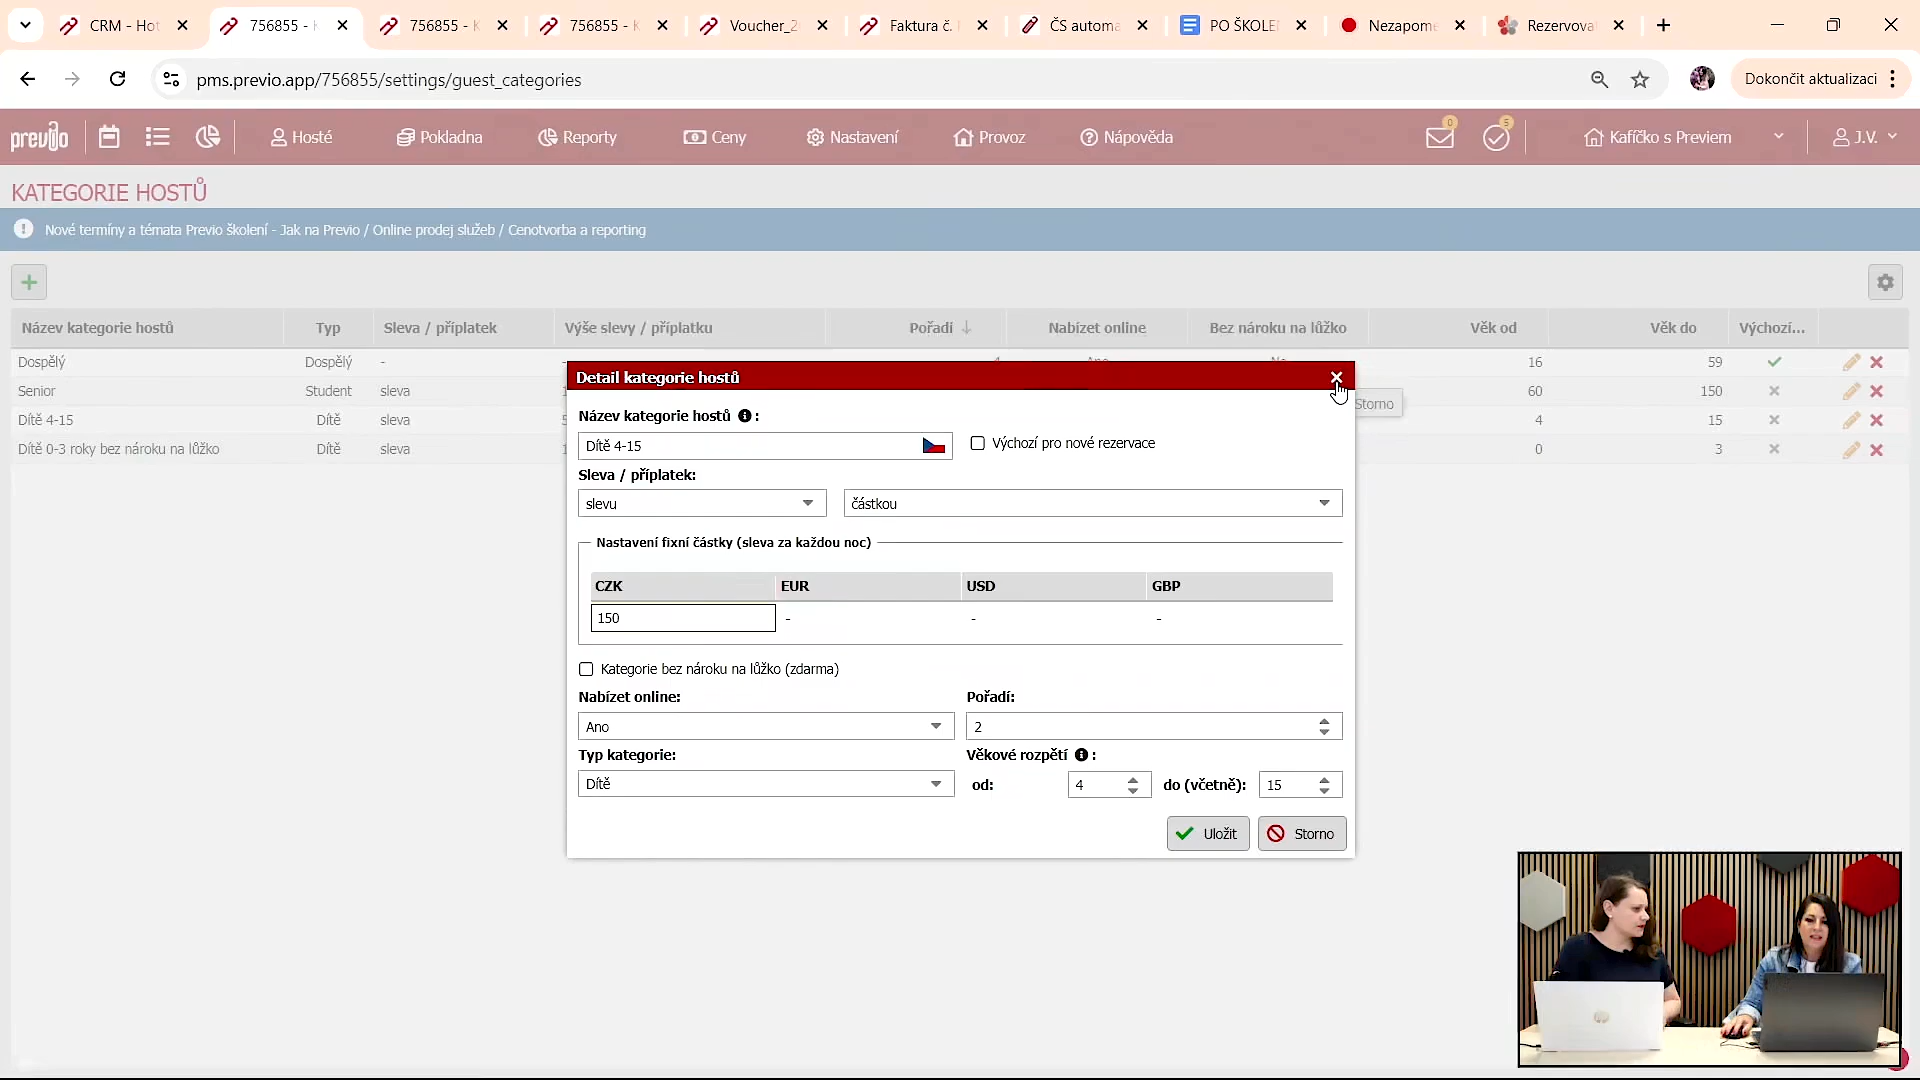 CRM - Hot
756855 - K
756855 - K
756855 - K
Voucher_2
Faktura č.
ČS automa
PO ŠKOLE
Nezapome
Rezervova
pms.previo.app/756855/settings/guest_categories
Dokončit aktualizaci
previo
Hosté
Pokladna
Reporty
Ceny
Nastavení
Provoz
Nápověda
0
5
Kafíčko s Previem
J.V.
KATEGORIE HOSTŮ
Nové termíny a témata Previo školení - Jak na Previo / Online prodej služeb / Cenotvorba a reporting
Název kategorie hostů Typ Sleva / příplatek Výše slevy / příplatku Pořadí Nabízet online Bez nároku na lůžko Věk od Věk do Výchozí...
Dospělý Dospělý - - 4 Ano Ne 16 59
Senior Student sleva 60 150
Dítě 4-15 Dítě sleva 4 15
Dítě 0-3 roky bez nároku na lůžko Dítě sleva 0 3
Detail kategorie hostů
Storno
Název kategorie hostů :
Dítě 4-15
Výchozí pro nové rezervace
Sleva / příplatek:
slevu
částkou
Nastavení fixní částky (sleva za každou noc)
CZK EUR USD GBP
150 - - -
Kategorie bez nároku na lůžko (zdarma)
Nabízet online: Pořadí:
Ano 2
Typ kategorie: Věkové rozpětí :
Dítě od: 4 do (včetně): 15
Uložit Storno